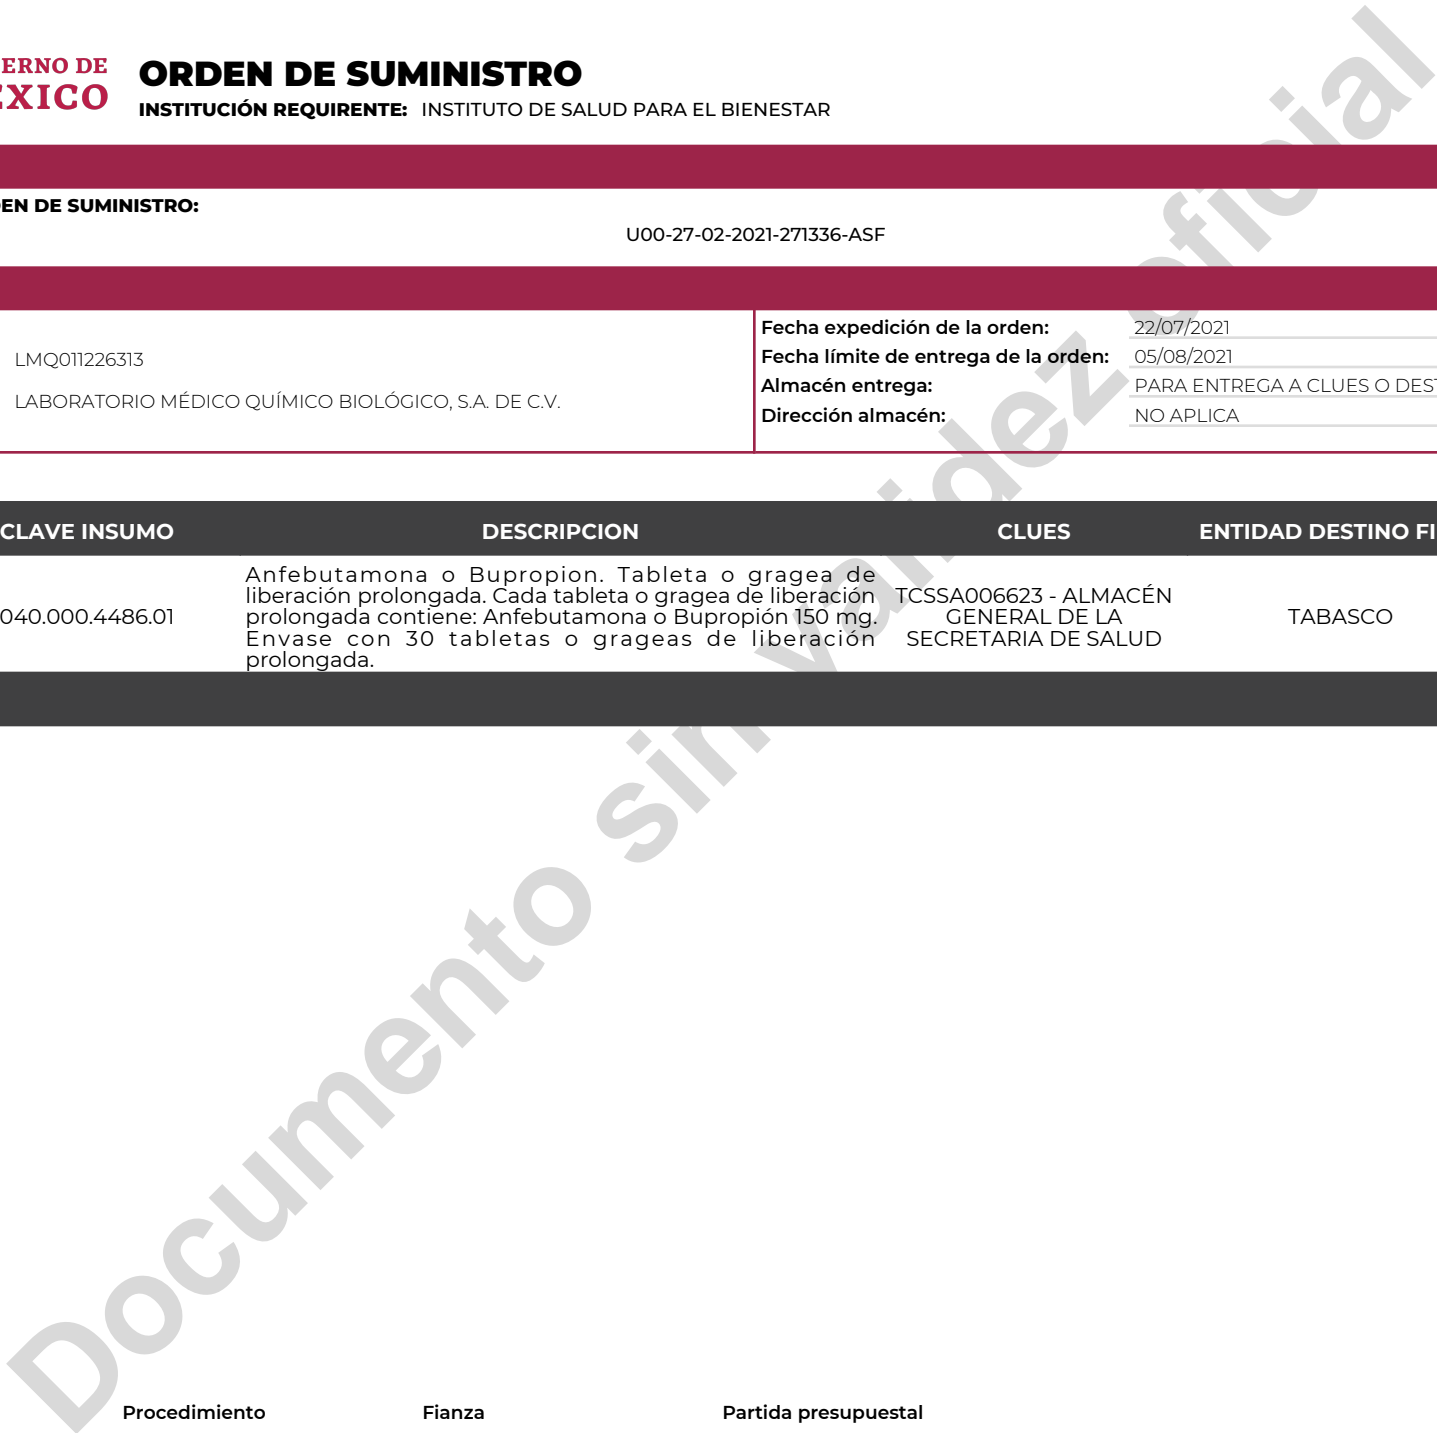 ERNO DE
EXICO
ORDEN DE SUMINISTRO
INSTITUCIÓN REQUIRENTE: INSTITUTO DE SALUD PARA EL BIENESTAR
EN DE SUMINISTRO:
U00-27-02-2021-271336-ASF
LMQ011226313
LABORATORIO MÉDICO QUÍMICO BIOLÓGICO, S.A. DE C.V.
Fecha expedición de la orden: 22/07/2021
Fecha límite de entrega de la orden: 05/08/2021
Almacén entrega: PARA ENTREGA A CLUES O DEST
Dirección almacén: NO APLICA
CLAVE INSUMO DESCRIPCION CLUES ENTIDAD DESTINO FI
040.000.4486.01
Anfebutamona o Bupropion. Tableta o gragea de
liberación prolongada. Cada tableta o gragea de liberación
prolongada contiene: Anfebutamona o Bupropión 150 mg.
Envase con 30 tabletas o grageas de liberación
prolongada.
TCSSA006623 - ALMACÉN
GENERAL DE LA
SECRETARIA DE SALUD
TABASCO
Documento sin validez oficial
Procedimiento Fianza Partida presupuestal